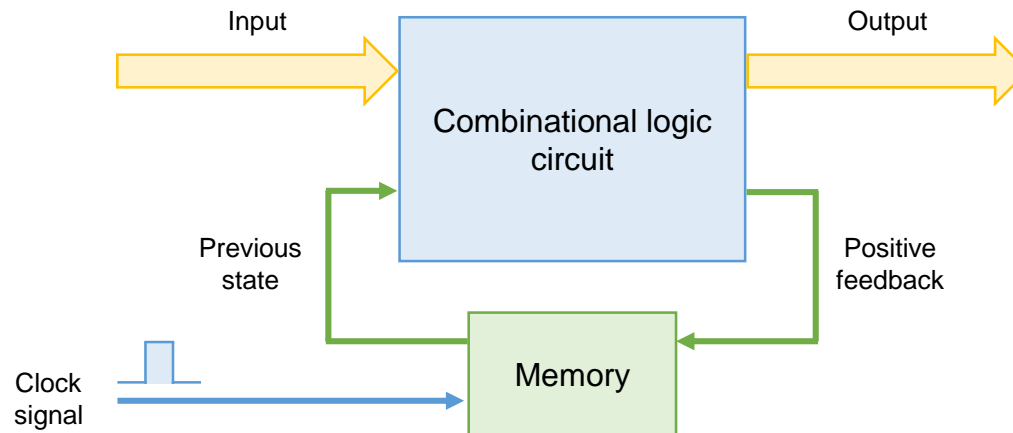 Input
Output
Combinational logic
circuit
Previous
state
Positive
feedback
Memory
Clock
signal